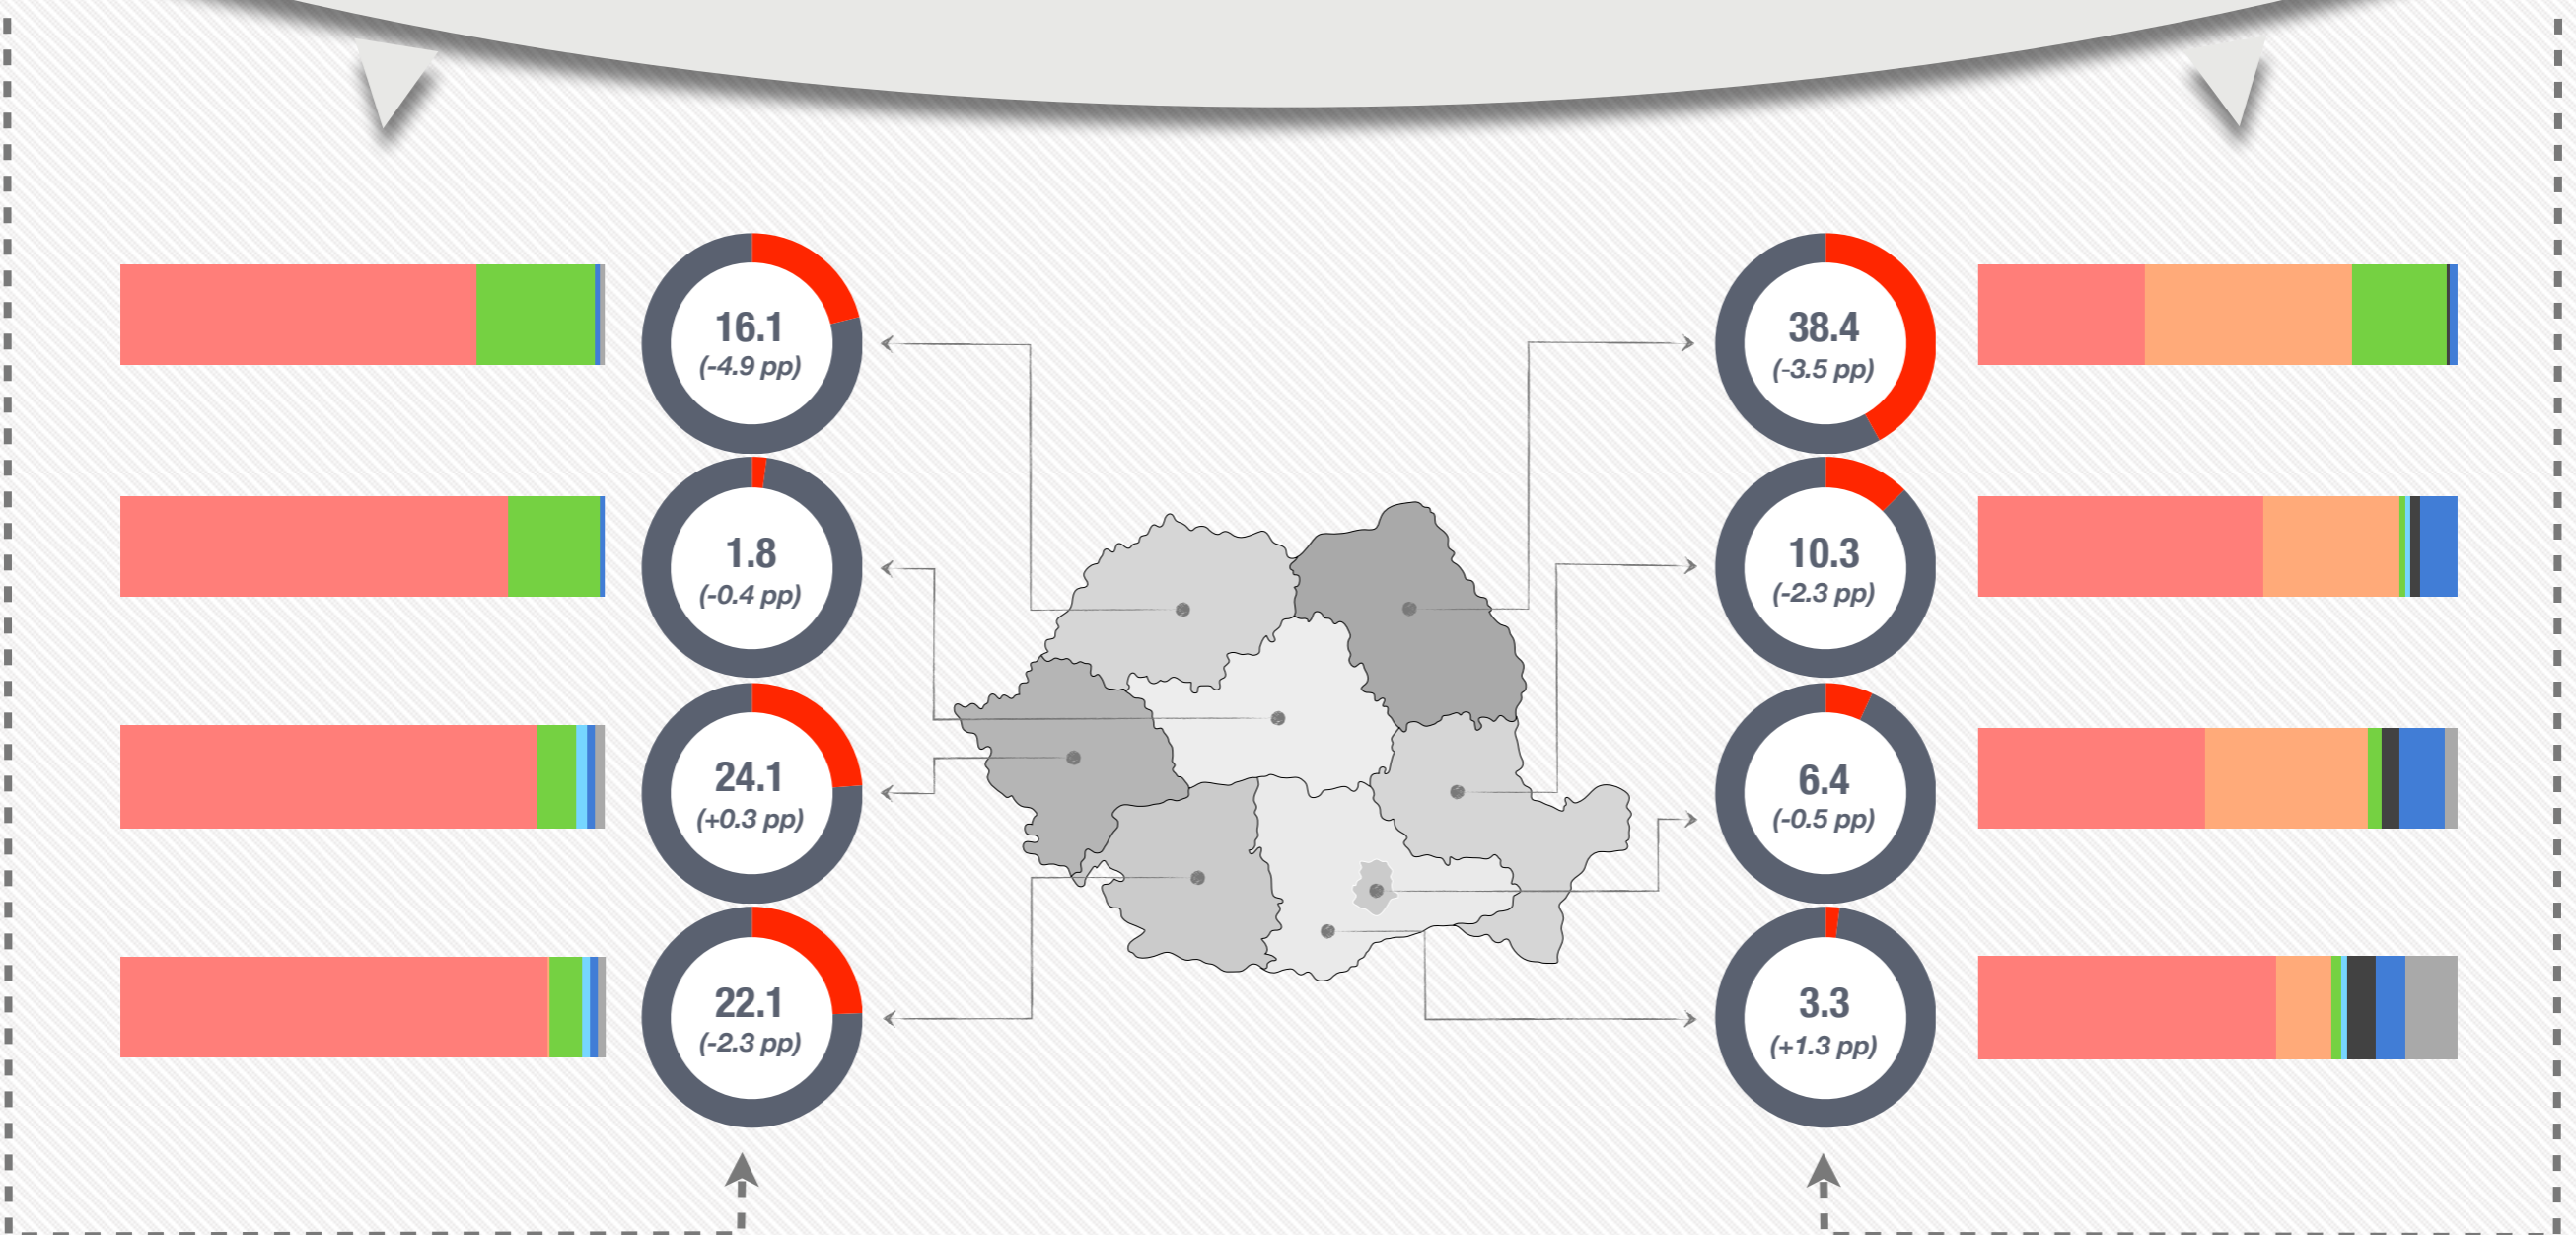 16.1
(-4.9 pp)
38.4
(-3.5 pp)
1.8
(-0.4 pp)
10.3
(-2.3 pp)
24.1
(+0.3 pp)
6.4
(-0.5 pp)
22.1
(-2.3 pp)
3.3
(+1.3 pp)